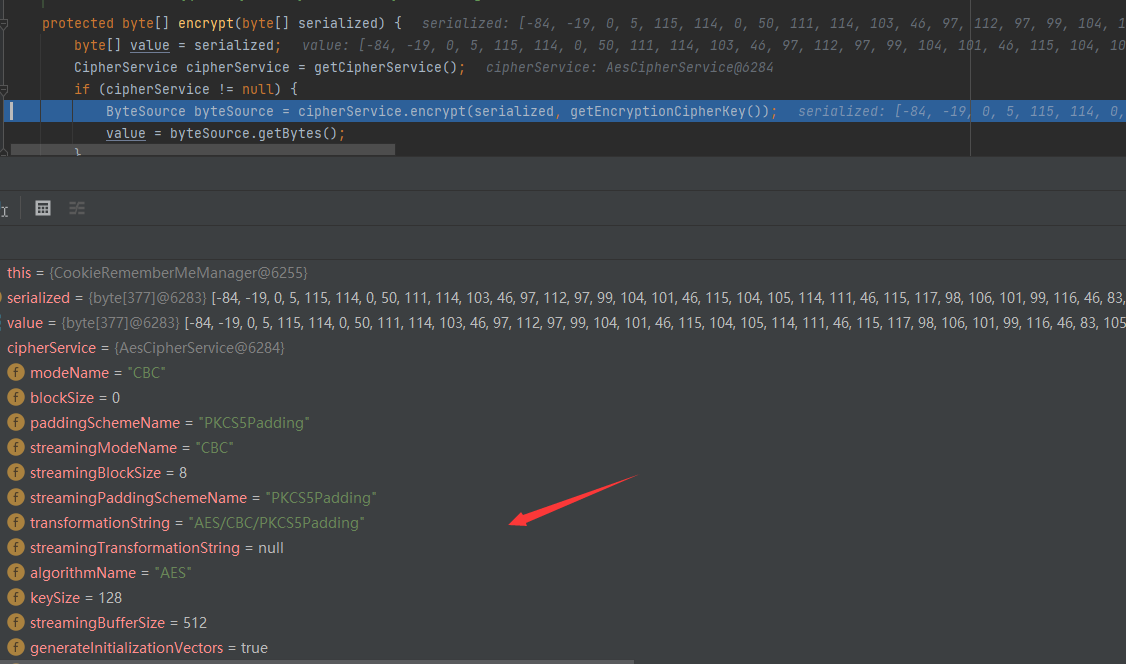 protected byte[] encrypt(byte[] serialized) { serialized: [-84, -19, 0, 5, 115, 114, 0, 50, 111, 114, 103, 46, 97, 112, 97, 99, 104, 1
byte[] value = serialized; value: [-84, -19, 0, 5, 115, 114, 0, 50, 111, 114, 103, 46, 97, 112, 97, 99, 104, 101, 46, 115, 104, 10
CipherService cipherService = getCipherService(); cipherService: AesCipherService@6284
if (cipherService != null) {
ByteSource byteSource = cipherService.encrypt(serialized, getEncryptionCipherKey()); serialized: [-84, -19, 0, 5, 115, 114, 0,
value = byteSource.getBytes();
}
this = {CookieRememberMeManager@6255}
serialized = {byte[377]@6283} [-84, -19, 0, 5, 115, 114, 0, 50, 111, 114, 103, 46, 97, 112, 97, 99, 104, 101, 46, 115, 104, 105, 114, 111, 46, 115, 117, 98, 106, 101, 99, 116, 46, 83,
value = {byte[377]@6283} [-84, -19, 0, 5, 115, 114, 0, 50, 111, 114, 103, 46, 97, 112, 97, 99, 104, 101, 46, 115, 104, 105, 114, 111, 46, 115, 117, 98, 106, 101, 99, 116, 46, 83, 105
cipherService = {AesCipherService@6284}
f modeName = "CBC"
f blockSize = 0
f paddingSchemeName = "PKCS5Padding"
f streamingModeName = "CBC"
f streamingBlockSize = 8
f streamingPaddingSchemeName = "PKCS5Padding"
f transformationString = "AES/CBC/PKCS5Padding"
f streamingTransformationString = null
f algorithmName = "AES"
f keySize = 128
f streamingBufferSize = 512
f generateInitializationVectors = true